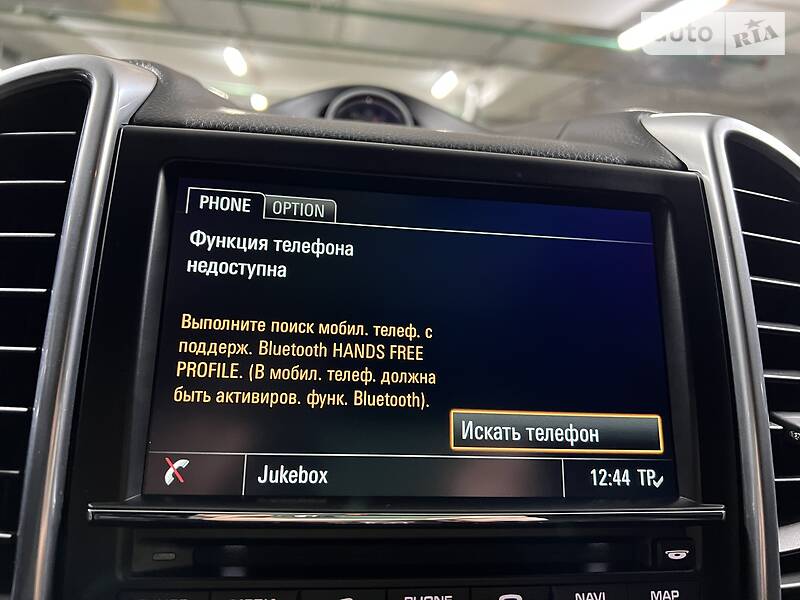 auto RIA
PHONE OPTION
Функция телефона
недоступна
Выполните поиск мобил. телеф. с
поддерж. Bluetooth HANDS FREE
PROFILE. (В мобил. телеф. должна
быть активиров. функ. Bluetooth).
Искать телефон
Jukebox 12:44 TP
PHONE NAVI MAP